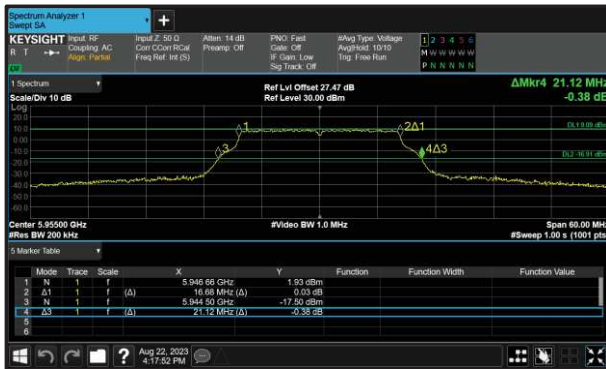 Spectrum Analyzer 1
Swept SA
KEYSIGHT
R T
Input: RF
Coupling: AC
Align: Partial
Input Z: 50 Ω
Corr CCorr RCal
Freq Ref: Int (S)
Atten: 14 dB
Preamp: Off
PNO: Fast
Gate: Off
IF Gain: Low
Sig Track: Off
#Avg Type: Voltage
Avg|Hold: 10/10
Trig: Free Run
1 2 3 4 5 6
M W W W W W
P N N N N N
1 Spectrum
Scale/Div 10 dB
Log
Ref Lvl Offset 27.47 dB
Ref Level 30.00 dBm
ΔMkr4 21.12 MHz
-0.38 dB
20.0
10.0
0.00
-10.0
-20.0
-30.0
-40.0
-50.0
-60.0
1
2Δ1
3
4Δ3
DL1 9.09 dBm
DL2 -16.91 dBm
Center 5.95500 GHz
#Video BW 1.0 MHz
Span 60.00 MHz
#Res BW 200 kHz
#Sweep 1.00 s (1001 pts)
5 Marker Table
Mode Trace Scale X Y Function Function Width Function Value
1 N 1 f 5.946 66 GHz 1.93 dBm
2 Δ1 1 f (Δ) 16.68 MHz (Δ) 0.03 dB
3 N 1 f 5.944 50 GHz -17.50 dBm
4 Δ3 1 f (Δ) 21.12 MHz (Δ) -0.38 dB
5
6
Aug 22, 2023
4:17:52 PM